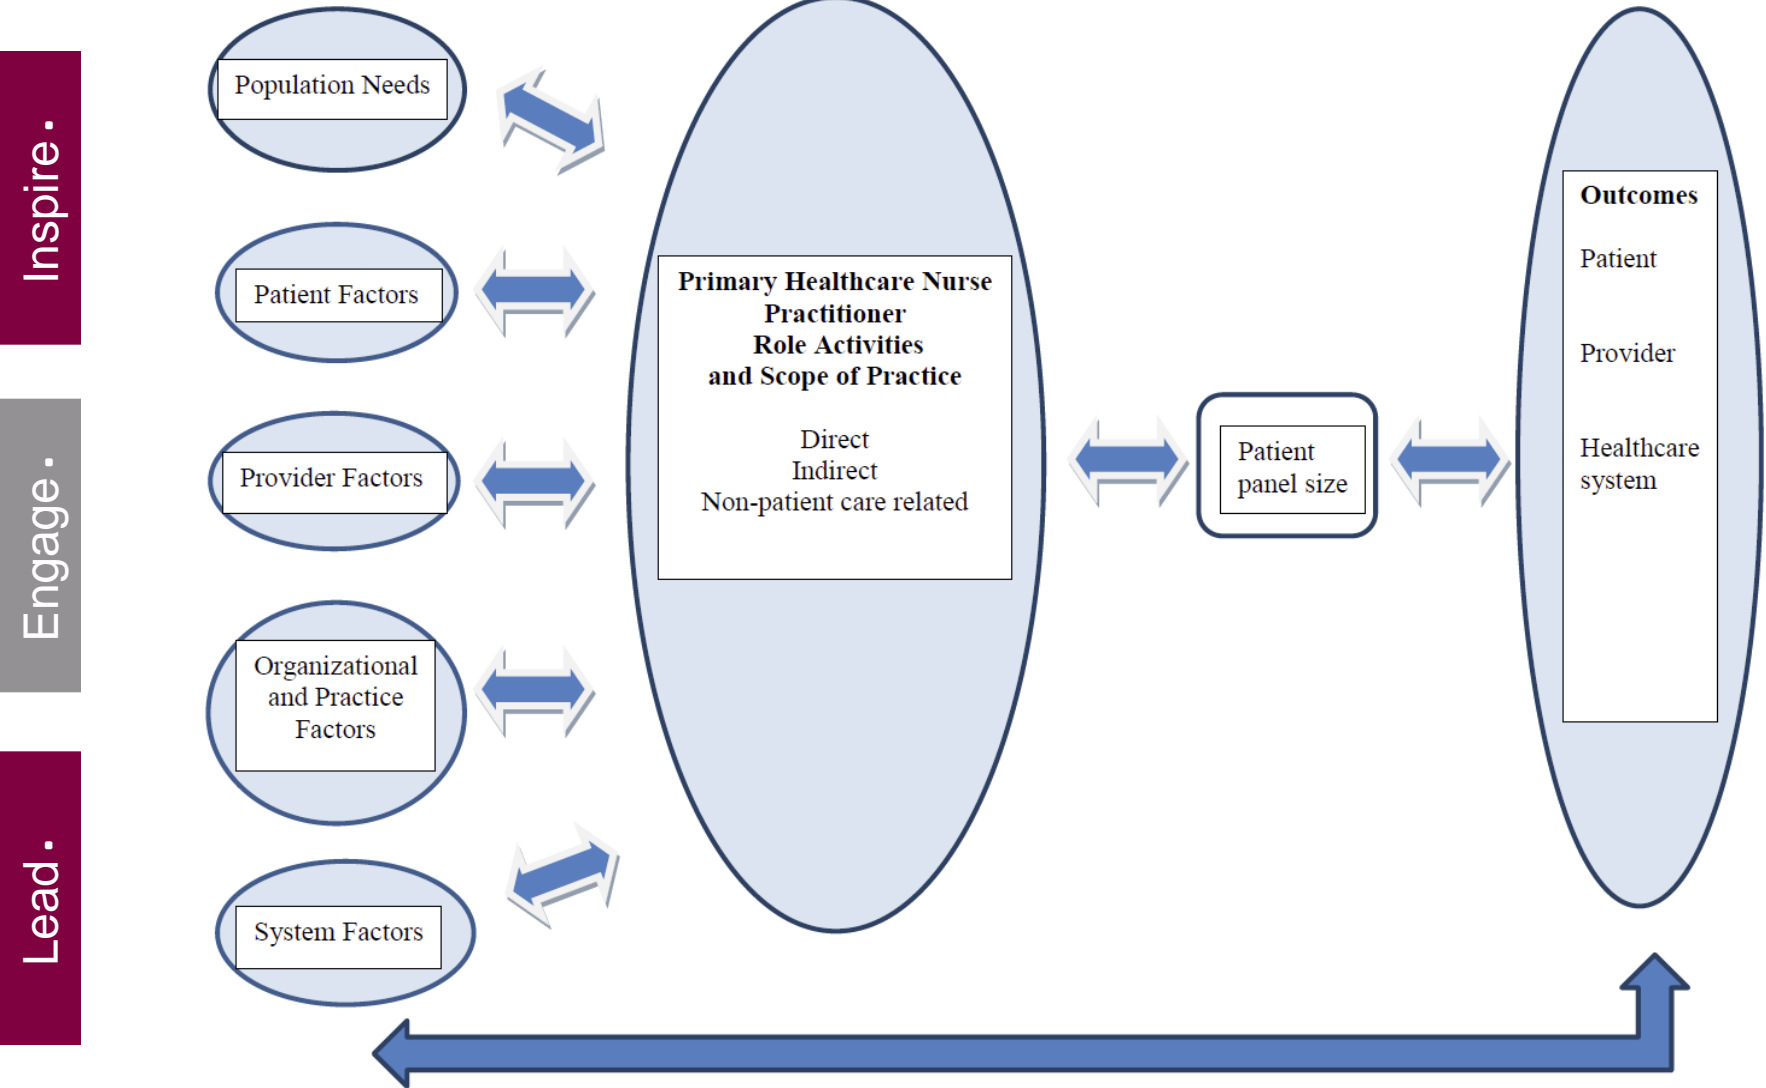 Inspire.
Engage.
Lead.
Population Needs
Patient Factors
Provider Factors
Organizational
and Practice
Factors
System Factors
Primary Healthcare Nurse
Practitioner
Role Activities
and Scope of Practice
Direct
Indirect
Non-patient care related
Patient
panel size
Outcomes
Patient
Provider
Healthcare
system